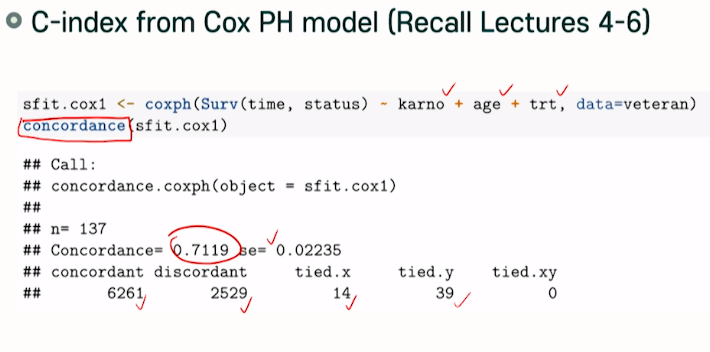 C-index from Cox PH model (Recall Lectures 4-6)
sfit.cox1 <- coxph(Surv(time, status) ~ karno + age + trt, data=veteran)
concordance(sfit.cox1)
## Call:
## concordance.coxph(object = sfit.cox1)
##
## n= 137
## Concordance= 0.7119 se= 0.02235
## concordant discordant tied.x tied.y tied.xy
## 6261 2529 14 39 0